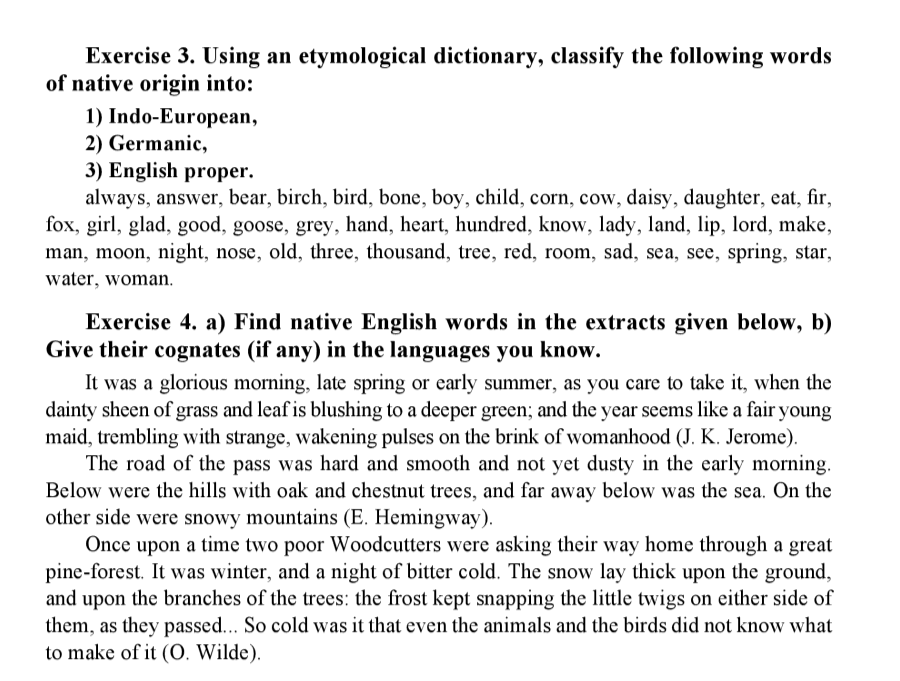 Exercise 3. Using an etymological dictionary, classify the following words
of native origin into:
1) Indo-European,
2) Germanic,
3) English proper.
always, answer, bear, birch, bird, bone, boy, child, corn, cow, daisy, daughter, eat, fir,
fox, girl, glad, good, goose, grey, hand, heart, hundred, know, lady, land, lip, lord, make,
man, moon, night, nose, old, three, thousand, tree, red, room, sad, sea, see, spring, star,
water, woman.
Exercise 4. a) Find native English words in the extracts given below, b)
Give their cognates (if any) in the languages you know.
It was a glorious morning, late spring or early summer, as you care to take it, when the
dainty sheen of grass and leaf is blushing to a deeper green; and the year seems like a fair young
maid, trembling with strange, wakening pulses on the brink of womanhood (J. K. Jerome).
The road of the pass was hard and smooth and not yet dusty in the early morning.
Below were the hills with oak and chestnut trees, and far away below was the sea. On the
other side were snowy mountains (E. Hemingway).
Once upon a time two poor Woodcutters were asking their way home through a great
pine-forest. It was winter, and a night of bitter cold. The snow lay thick upon the ground,
and upon the branches of the trees: the frost kept snapping the little twigs on either side of
them, as they passed... So cold was it that even the animals and the birds did not know what
to make of it (O. Wilde).